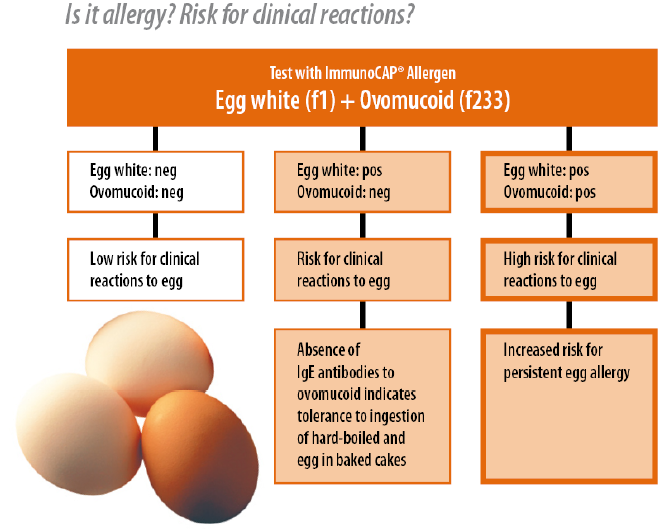 Is it allergy? Risk for clinical reactions?
Test with ImmunoCAP® Allergen
Egg white (f1) + Ovomucoid (f233)
Egg white: neg
Ovomucoid: neg
Egg white: pos
Ovomucoid: neg
Egg white: pos
Ovomucoid: pos
Low risk for clinical
reactions to egg
Risk for clinical
reactions to egg
High risk for clinical
reactions to egg
Absence of
IgE antibodies to
ovomucoid indicates
tolerance to ingestion
of hard-boiled and
egg in baked cakes
Increased risk for
persistent egg allergy